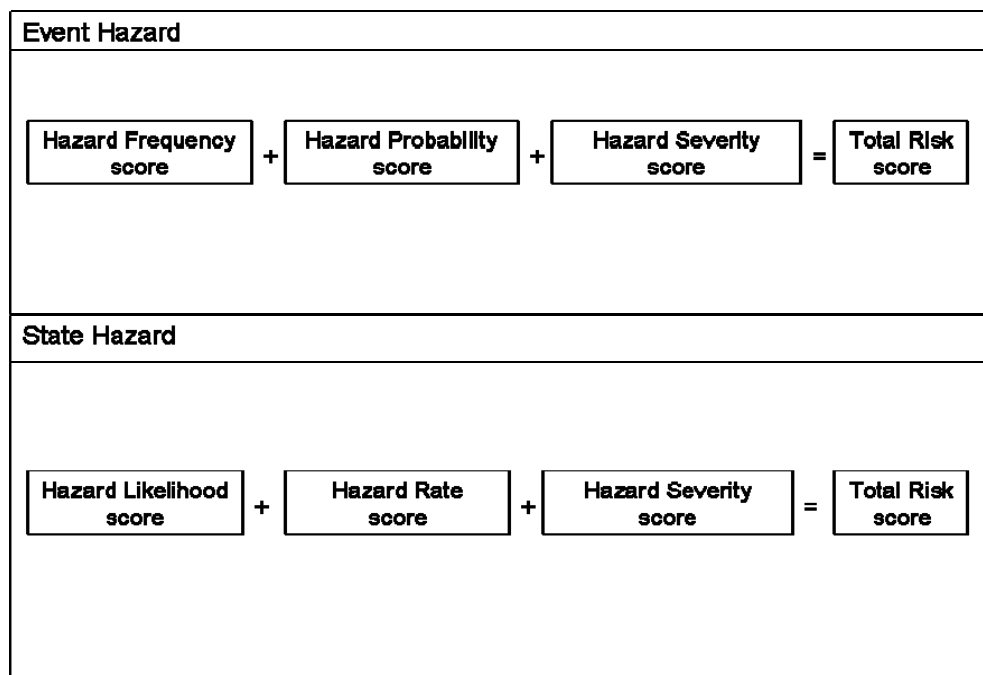 Event Hazard
Hazard Frequency
score
+
Hazard Probability
score
+
Hazard Severity
score
=
Total Risk
score
State Hazard
Hazard Likelihood
score
+
Hazard Rate
score
+
Hazard Severity
score
=
Total Risk
score